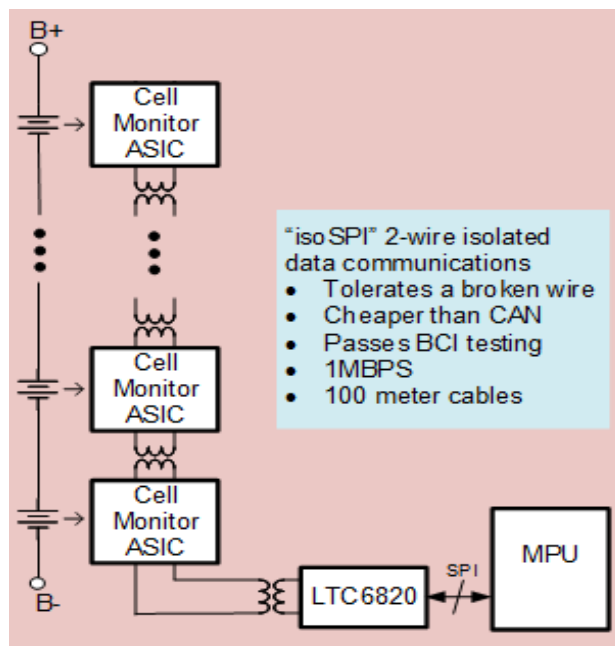 B+
Cell
Monitor
ASIC
"isoSPI" 2-wire isolated
data communications
• Tolerates a broken wire
• Cheaper than CAN
• Passes BCI testing
• 1MBPS
• 100 meter cables
Cell
Monitor
ASIC
Cell
Monitor
ASIC
B-
LTC6820
SPI
MPU